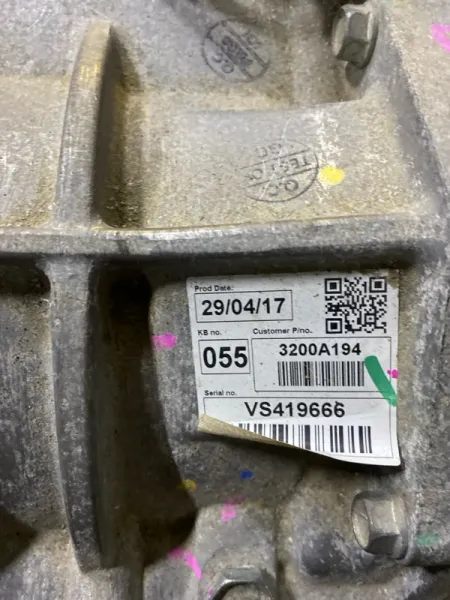 Prod Date:
29/04/17
KB no.
Customer P/no.
055
3200A194
Serial no.
VS419666